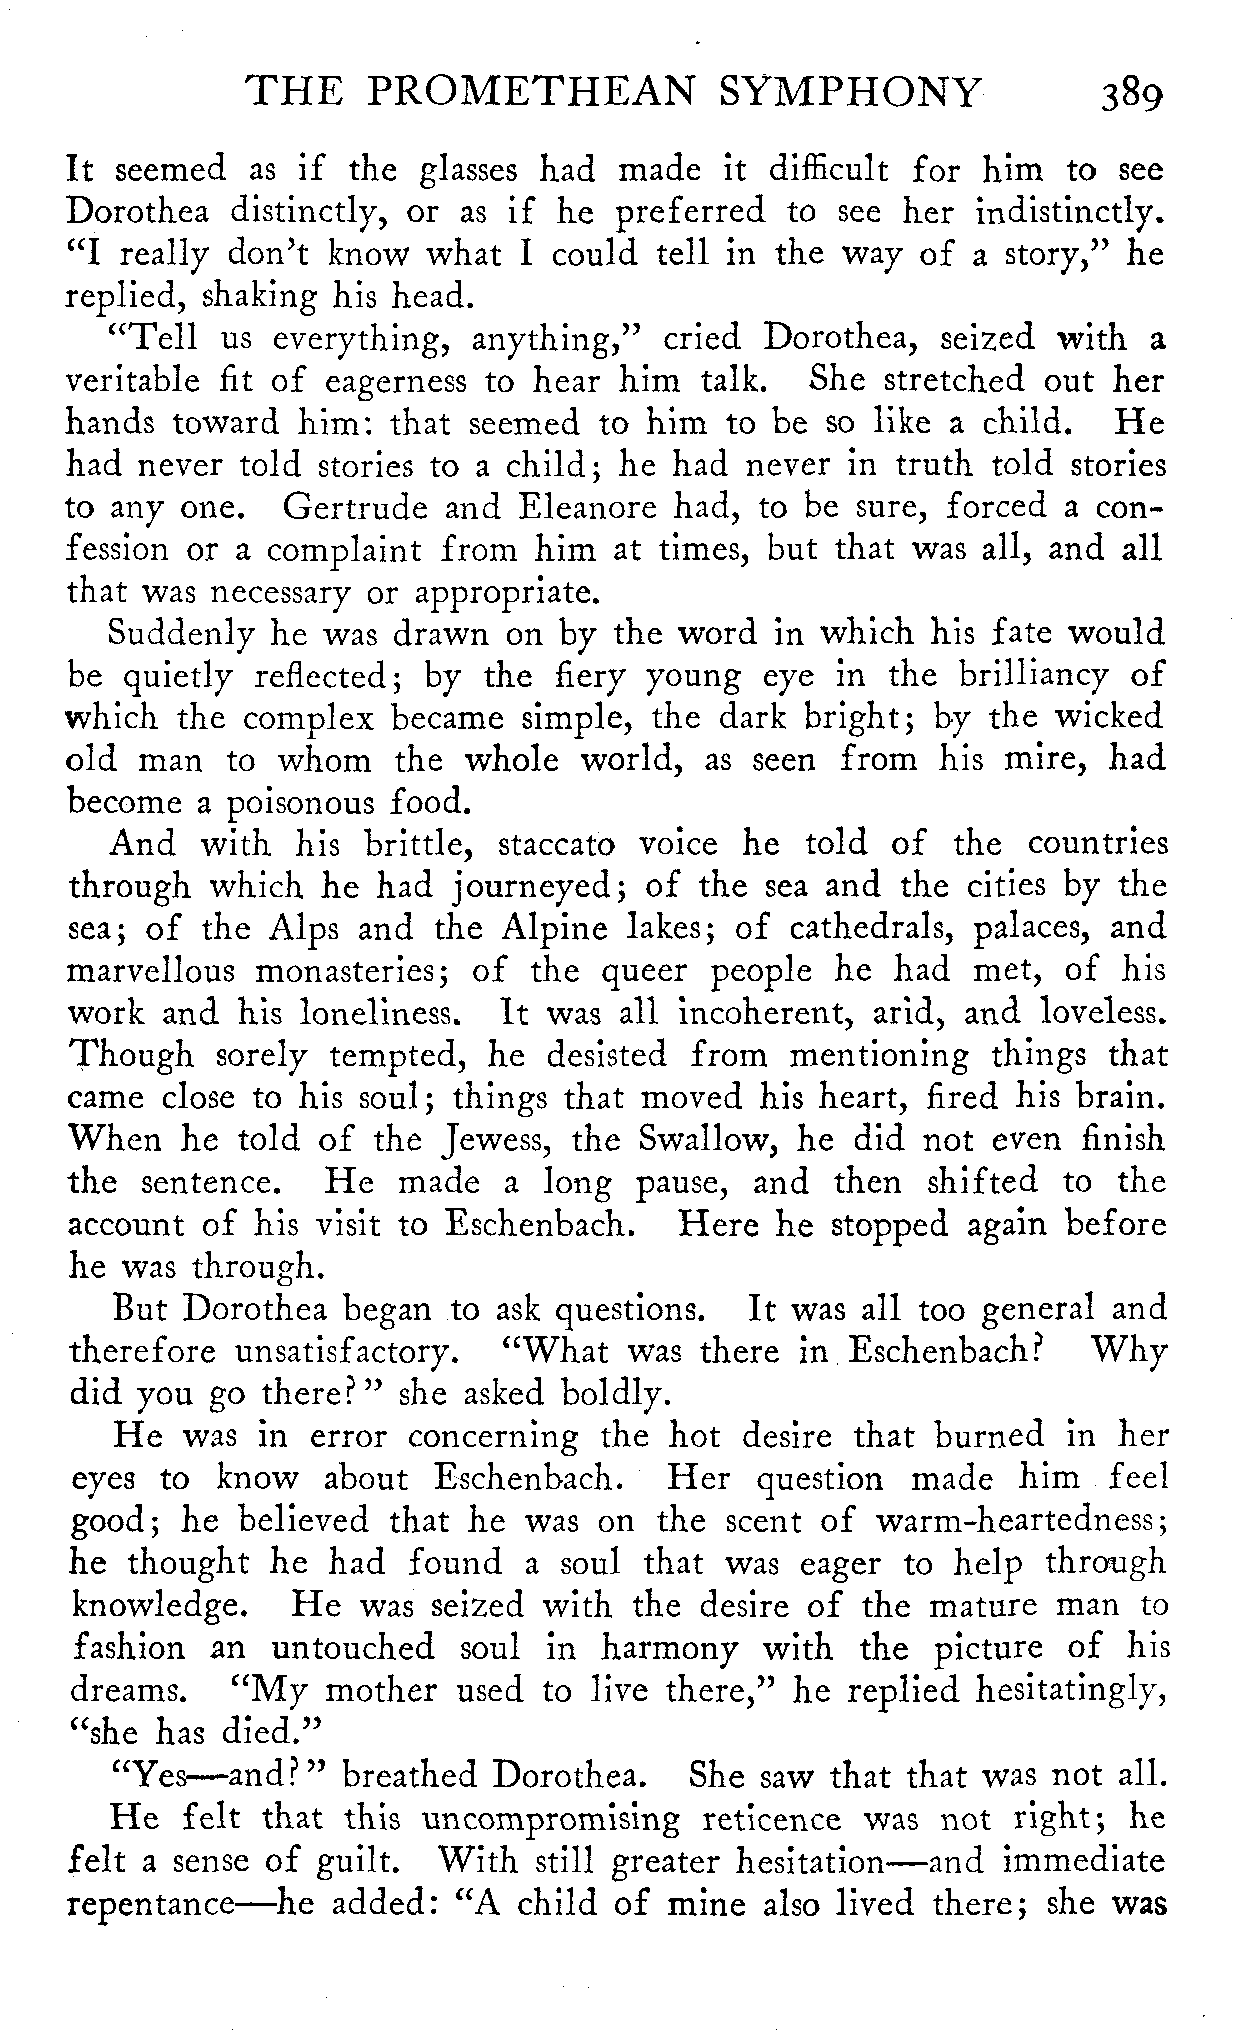 THE PROMETHEAN SYMPHONY 389
It seemed as if the glasses had made it difficult for him to see
Dorothea distinctly, or as if he preferred to see her indistinctly.
“I really don’t know what I could tell in the way of a story,” he
replied, shaking his head.
“Tell us everything, anything,” cried Dorothea, seized with a
veritable fit of eagerness to hear him talk. She stretched out her
hands toward him: that seemed to him to be so like a child. He
had never told stories to a child; he had never in truth told stories
to any one. Gertrude and Eleanore had, to be sure, forced a con-
fession or a complaint from him at times, but that was all, and all
that was necessary or appropriate.
Suddenly he was drawn on by the word in which his fate would
be quietly reflected; by the fiery young eye in the brilliancy of
which the complex became simple, the dark bright; by the wicked
old man to whom the whole world, as seen from his mire, had
become a poisonous food.
And with his brittle, staccato voice he told of the countries
through which he had journeyed; of the sea and the cities by the
sea; of the Alps and the Alpine lakes; of cathedrals, palaces, and
marvellous monasteries; of the queer people he had met, of his
work and his loneliness. It was all incoherent, arid, and loveless.
Though sorely tempted, he desisted from mentioning things that
came close to his soul; things that moved his heart, fired his brain.
When he told of the Jewess, the Swallow, he did not even finish
the sentence. He made a long pause, and then shifted to the
account of his visit to Eschenbach. Here he stopped again before
he was through.
But Dorothea began to ask questions. It was all too general and
therefore unsatisfactory. “What was there in Eschenbach? Why
did you go there?” she asked boldly.
He was in error concerning the hot desire that burned in her
eyes to know about Eschenbach. Her question made him feel
good; he believed that he was on the scent of warm-heartedness;
he thought he had found a soul that was eager to help through
knowledge. He was seized with the desire of the mature man to
fashion an untouched soul in harmony with the picture of his
dreams. “My mother used to live there,” he replied hesitatingly,
“she has died.”
“Yes—and?” breathed Dorothea. She saw that that was not all.
He felt that this uncompromising reticence was not right; he
felt a sense of guilt. With still greater hesitation—and immediate
repentance—he added: “A child of mine also lived there; she was